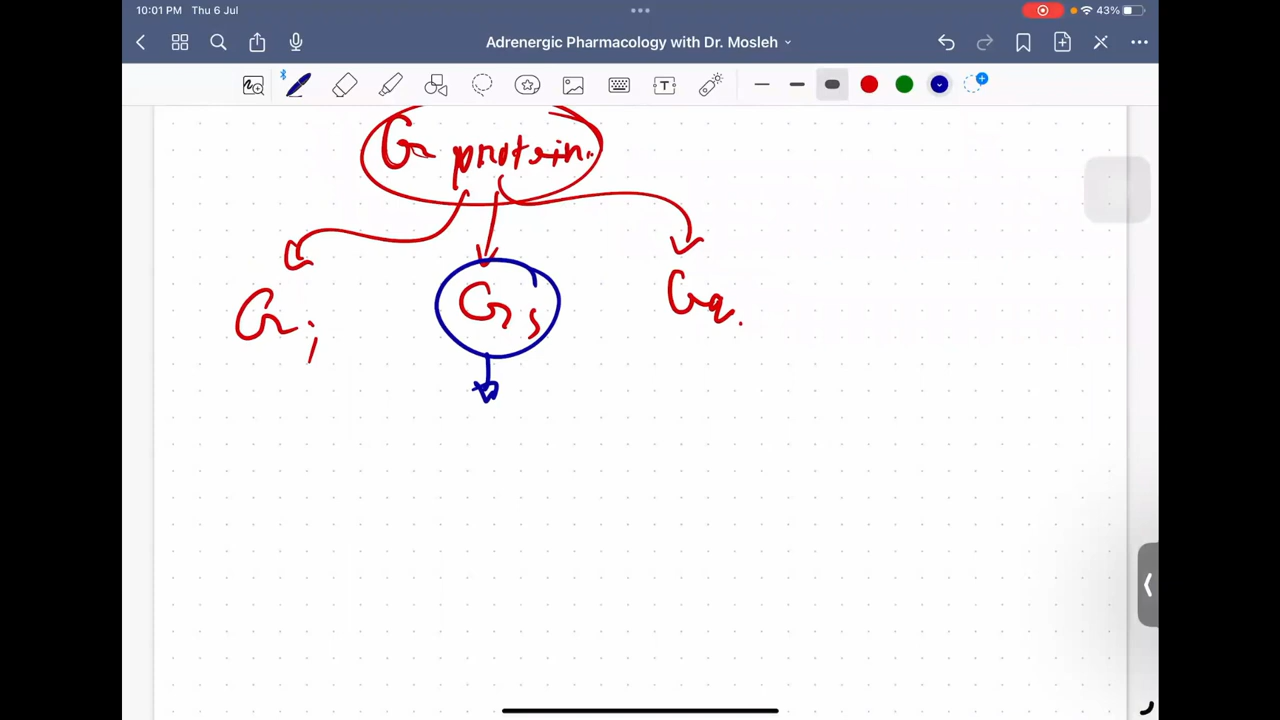 10:01 PM Thu 6 Jul
43%
Adrenergic Pharmacology with Dr. Mosleh
T
G protein.
Gi
Gs
Gq.